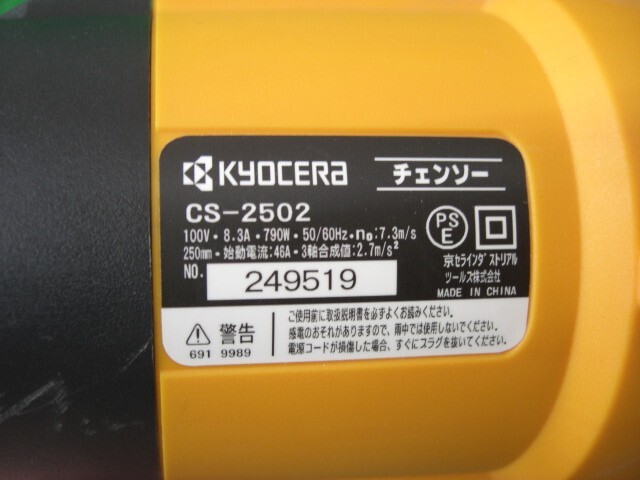 KYOCERA チェンソー
CS-2502
100V・8.3A・790W・50/60Hz・n₀:7.3m/s
250mm・始動電流:46A・3軸合成値:2.7m/s²
PS
E
京セラインダストリアル
ツールズ株式会社
MADE IN CHINA
NO. 249519
警告
691 9989
ご使用前に取扱説明書を必ずよくお読みください。
感電のおそれがありますので、雨中では使用しないでください。
電源コードが損傷した場合、すぐにプラグを抜いてください。